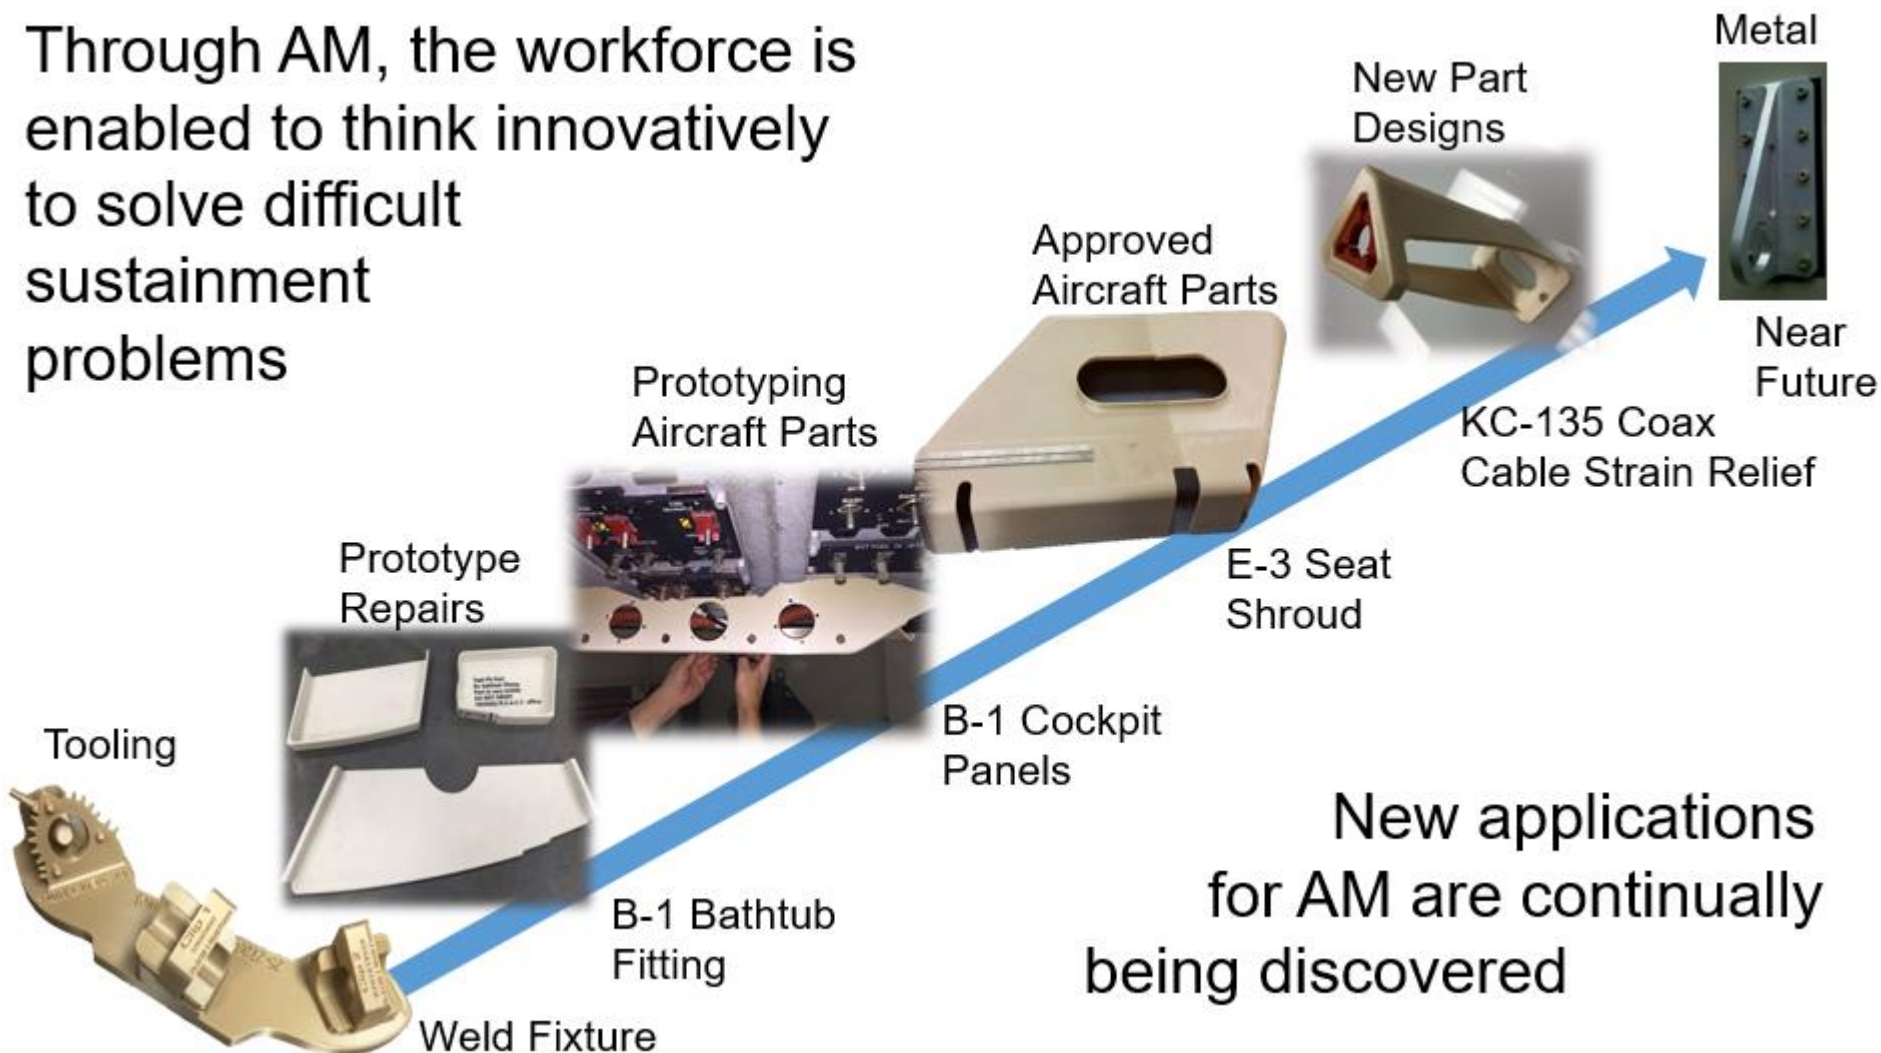 Through AM, the workforce is
enabled to think innovatively
to solve difficult
sustainment
problems
Metal
New Part
Designs
Approved
Aircraft Parts
Near
Future
Prototyping
Aircraft Parts
KC-135 Coax
Cable Strain Relief
Prototype
Repairs
E-3 Seat
Shroud
B-1 Cockpit
Panels
Tooling
Clip 1
B-1 Bathtub
Fitting
Weld Fixture
New applications
for AM are continually
being discovered